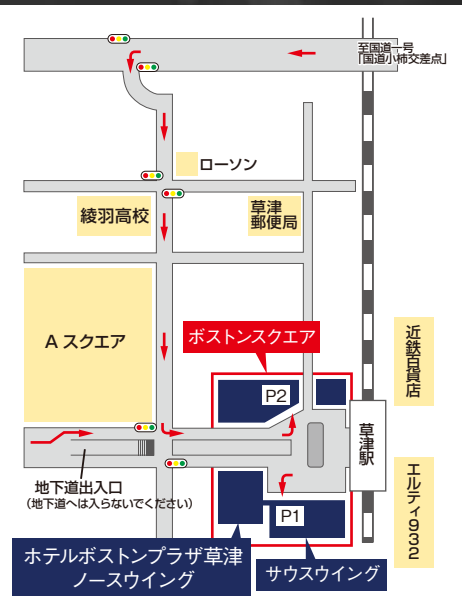 至国道一号
「国道小柿交差点」
ローソン
綾羽高校
草津
郵便局
A スクエア
ボストンスクエア
近鉄百貨店
P2
草津駅
地下道出入口
(地下道へは入らないでください)
エルティ932
P1
ホテルボストンプラザ草津
ノースウイング
サウスウイング